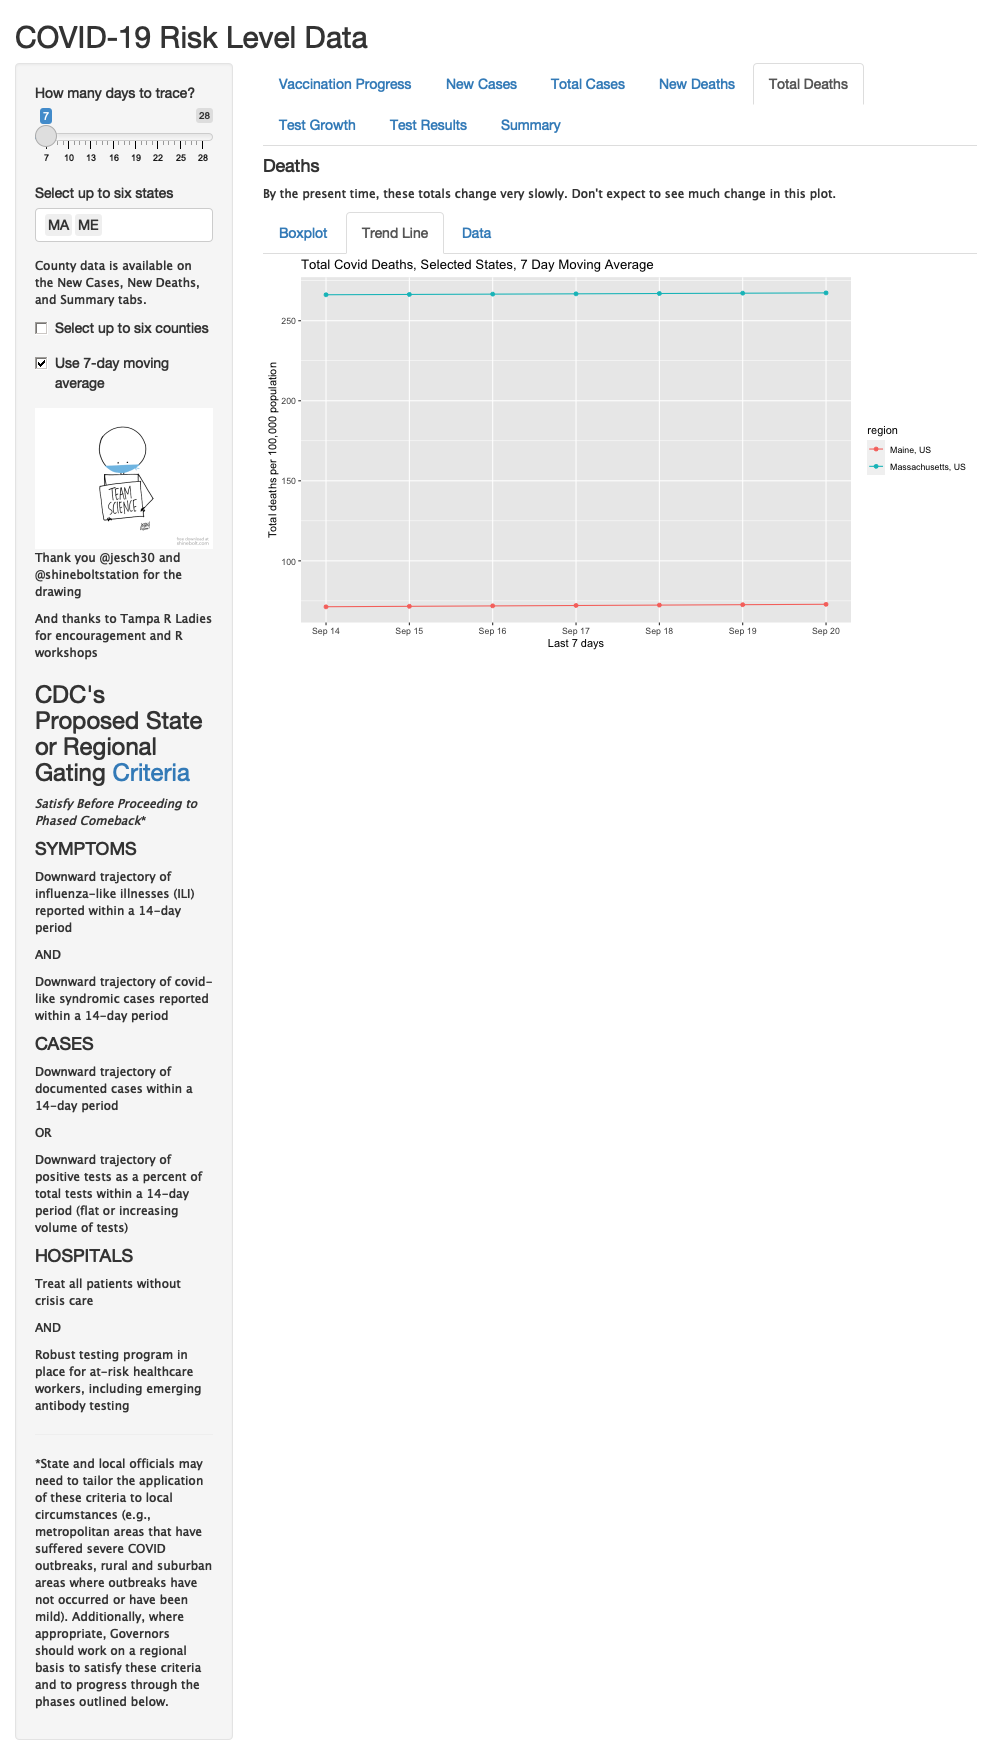 COVID-19 Risk Level Data
How many days to trace?
7
28
7 10 13 16 19 22 25 28
Select up to six states
MA ME
County data is available on
the New Cases, New Deaths,
and Summary tabs.
Select up to six counties
Use 7-day moving
average
TEAM
SCIENCE
Thank you @jesch30 and
@shineboltstation for the
drawing
And thanks to Tampa R Ladies
for encouragement and R
workshops
CDC's
Proposed State
or Regional
Gating Criteria
Satisfy Before Proceeding to
Phased Comeback*
SYMPTOMS
Downward trajectory of
influenza-like illnesses (ILI)
reported within a 14-day
period
AND
Downward trajectory of covid-
like syndromic cases reported
within a 14-day period
CASES
Downward trajectory of
documented cases within a
14-day period
OR
Downward trajectory of
positive tests as a percent of
total tests within a 14-day
period (flat or increasing
volume of tests)
HOSPITALS
Treat all patients without
crisis care
AND
Robust testing program in
place for at-risk healthcare
workers, including emerging
antibody testing
*State and local officials may
need to tailor the application
of these criteria to local
circumstances (e.g.,
metropolitan areas that have
suffered severe COVID
outbreaks, rural and suburban
areas where outbreaks have
not occurred or have been
mild). Additionally, where
appropriate, Governors
should work on a regional
basis to satisfy these criteria
and to progress through the
phases outlined below.
Vaccination Progress New Cases Total Cases New Deaths Total Deaths
Test Growth Test Results Summary
Deaths
By the present time, these totals change very slowly. Don't expect to see much change in this plot.
Boxplot Trend Line Data
Total Covid Deaths, Selected States, 7 Day Moving Average
Total deaths per 100,000 population
250
200
150
100
Sep 14 Sep 15 Sep 16 Sep 17 Sep 18 Sep 19 Sep 20
Last 7 days
region
Maine, US
Massachusetts, US